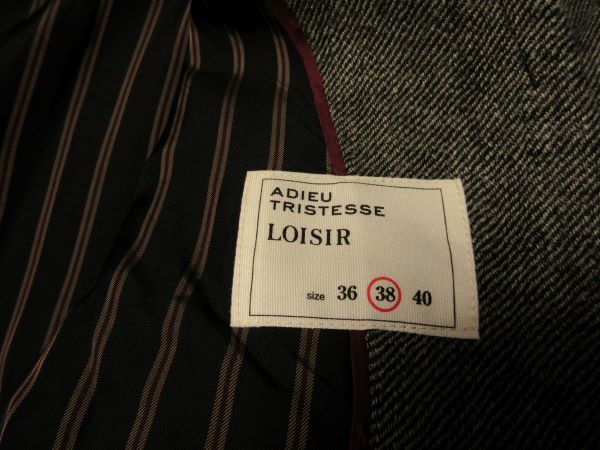 ADIEU
TRISTESSE
LOISIR
size 36 38 40